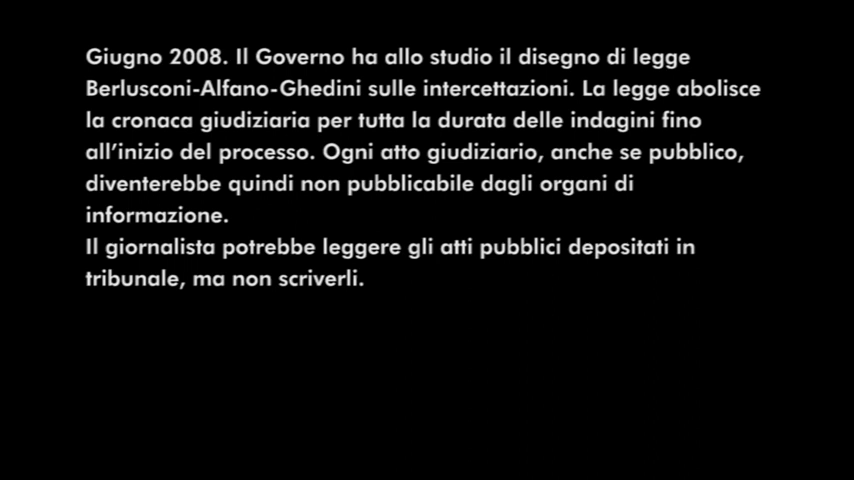 Giugno 2008. Il Governo ha allo studio il disegno di legge
Berlusconi-Alfano-Ghedini sulle intercettazioni. La legge abolisce
la cronaca giudiziaria per tutta la durata delle indagini fino
all’inizio del processo. Ogni atto giudiziario, anche se pubblico,
diventerebbe quindi non pubblicabile dagli organi di
informazione.
Il giornalista potrebbe leggere gli atti pubblici depositati in
tribunale, ma non scriverli.